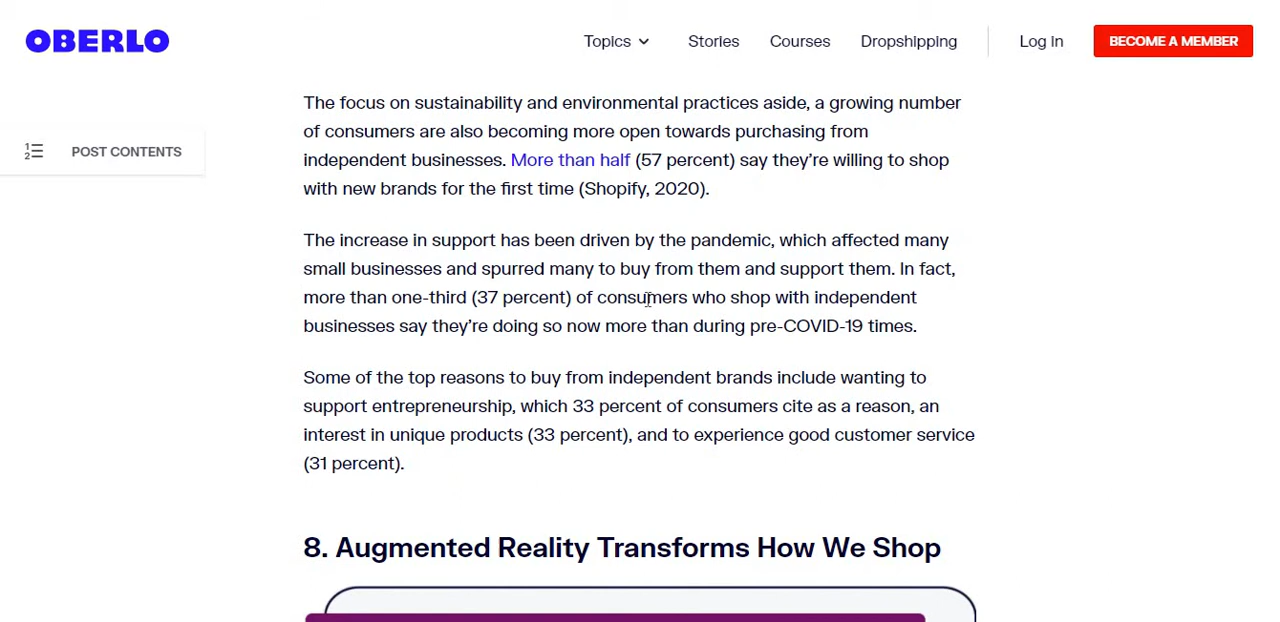 OBERLO
Topics Stories Courses Dropshipping Log In BECOME A MEMBER
POST CONTENTS
The focus on sustainability and environmental practices aside, a growing number
of consumers are also becoming more open towards purchasing from
independent businesses. More than half (57 percent) say they’re willing to shop
with new brands for the first time (Shopify, 2020).
The increase in support has been driven by the pandemic, which affected many
small businesses and spurred many to buy from them and support them. In fact,
more than one-third (37 percent) of consumers who shop with independent
businesses say they’re doing so now more than during pre-COVID-19 times.
Some of the top reasons to buy from independent brands include wanting to
support entrepreneurship, which 33 percent of consumers cite as a reason, an
interest in unique products (33 percent), and to experience good customer service
(31 percent).
8. Augmented Reality Transforms How We Shop